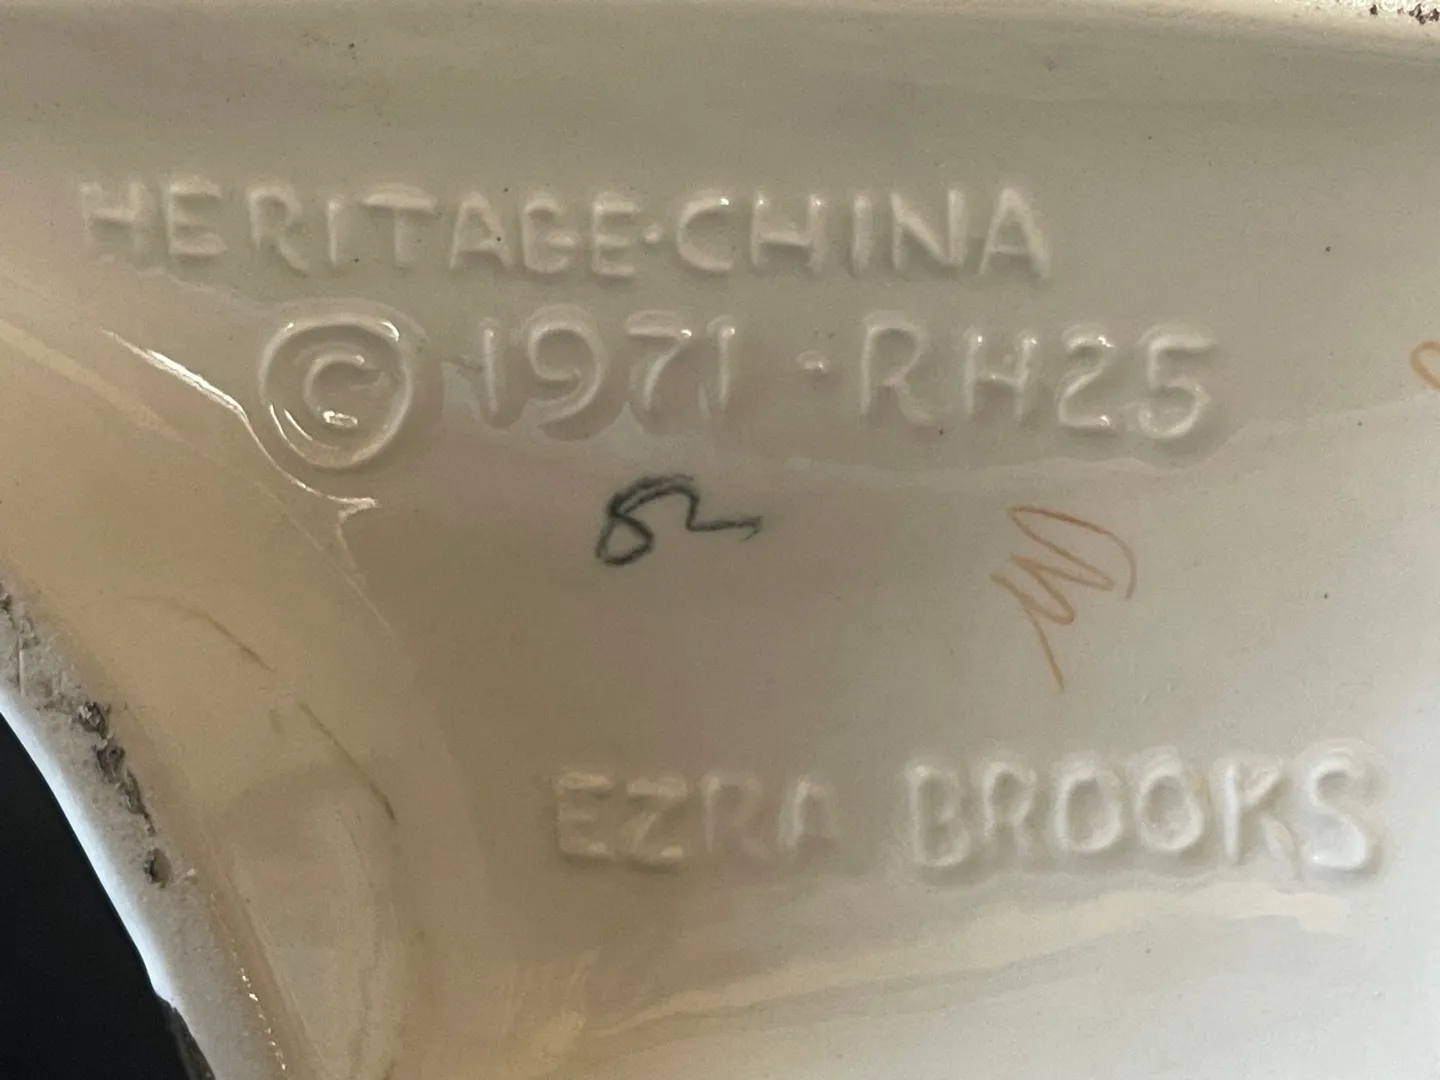 HERITAGE·CHINA
© 1971 · RH25
EZRA BROOKS